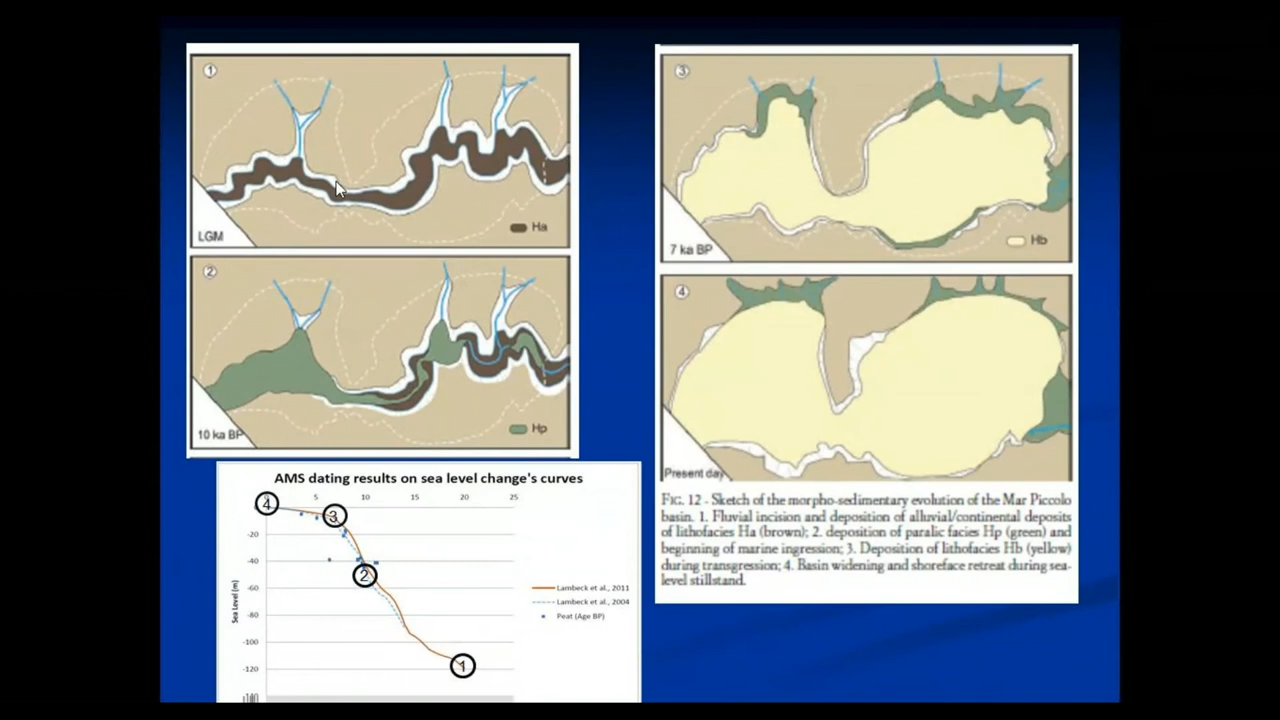 1
Ha
LGM
2
Hp
10 ka BP
3
Hb
7 ka BP
4
Present day
FIG. 12 - Sketch of the morpho-sedimentary evolution of the Mar Piccolo
basin. 1. Fluvial incision and deposition of alluvial/continental deposits
of lithofacies Ha (brown); 2. deposition of paralic facies Hp (green) and
beginning of marine ingression; 3. Deposition of lithofacies Hb (yellow)
during transgression; 4. Basin widening and shoreface retreat during sea-
level stillstand.
AMS dating results on sea level change's curves
5 10 15 20 25
4
3
-20
-40
2
-60
-80
-100
-120
1
Sea Level (m)
Lambeck et al., 2011
Lambeck et al., 2004
Peat (Age BP)